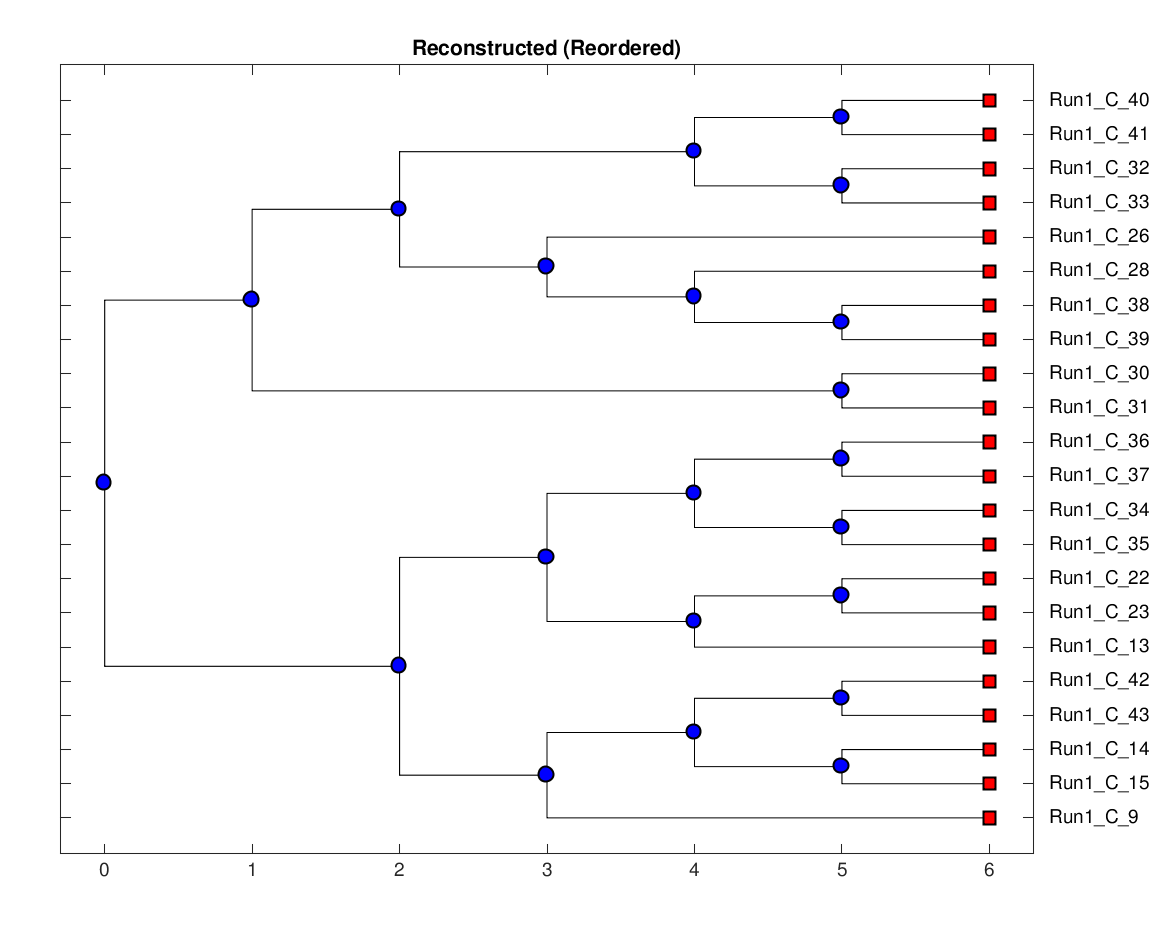 Reconstructed (Reordered)
Run1_C_40
Run1_C_41
Run1_C_32
Run1_C_33
Run1_C_26
Run1_C_28
Run1_C_38
Run1_C_39
Run1_C_30
Run1_C_31
Run1_C_36
Run1_C_37
Run1_C_34
Run1_C_35
Run1_C_22
Run1_C_23
Run1_C_13
Run1_C_42
Run1_C_43
Run1_C_14
Run1_C_15
Run1_C_9
0 1 2 3 4 5 6